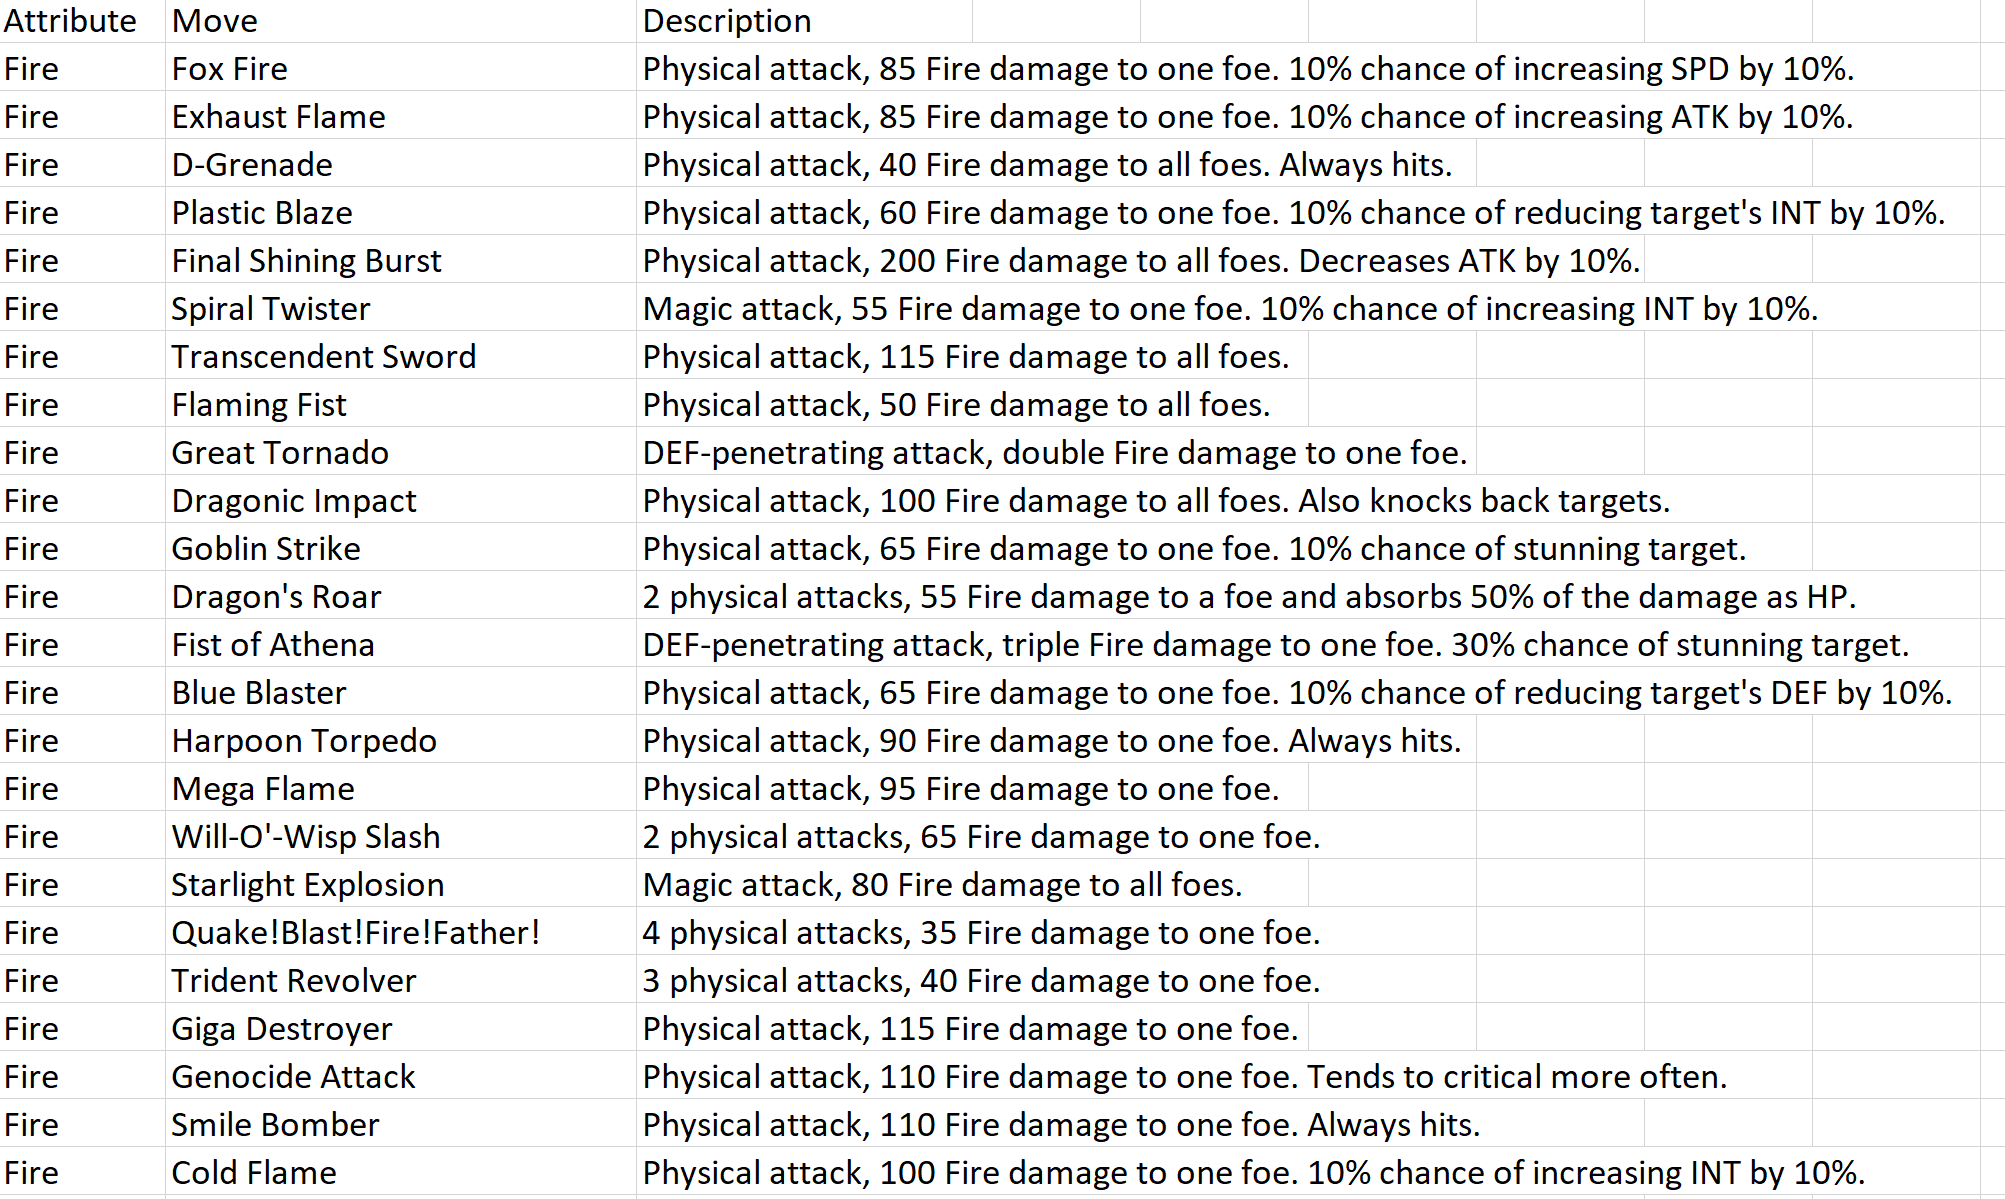 Attribute Move Description
Fire Fox Fire Physical attack, 85 Fire damage to one foe. 10% chance of increasing SPD by 10%.
Fire Exhaust Flame Physical attack, 85 Fire damage to one foe. 10% chance of increasing ATK by 10%.
Fire D-Grenade Physical attack, 40 Fire damage to all foes. Always hits.
Fire Plastic Blaze Physical attack, 60 Fire damage to one foe. 10% chance of reducing target's INT by 10%.
Fire Final Shining Burst Physical attack, 200 Fire damage to all foes. Decreases ATK by 10%.
Fire Spiral Twister Magic attack, 55 Fire damage to one foe. 10% chance of increasing INT by 10%.
Fire Transcendent Sword Physical attack, 115 Fire damage to all foes.
Fire Flaming Fist Physical attack, 50 Fire damage to all foes.
Fire Great Tornado DEF-penetrating attack, double Fire damage to one foe.
Fire Dragonic Impact Physical attack, 100 Fire damage to all foes. Also knocks back targets.
Fire Goblin Strike Physical attack, 65 Fire damage to one foe. 10% chance of stunning target.
Fire Dragon's Roar 2 physical attacks, 55 Fire damage to a foe and absorbs 50% of the damage as HP.
Fire Fist of Athena DEF-penetrating attack, triple Fire damage to one foe. 30% chance of stunning target.
Fire Blue Blaster Physical attack, 65 Fire damage to one foe. 10% chance of reducing target's DEF by 10%.
Fire Harpoon Torpedo Physical attack, 90 Fire damage to one foe. Always hits.
Fire Mega Flame Physical attack, 95 Fire damage to one foe.
Fire Will-O'-Wisp Slash 2 physical attacks, 65 Fire damage to one foe.
Fire Starlight Explosion Magic attack, 80 Fire damage to all foes.
Fire Quake!Blast!Fire!Father! 4 physical attacks, 35 Fire damage to one foe.
Fire Trident Revolver 3 physical attacks, 40 Fire damage to one foe.
Fire Giga Destroyer Physical attack, 115 Fire damage to one foe.
Fire Genocide Attack Physical attack, 110 Fire damage to one foe. Tends to critical more often.
Fire Smile Bomber Physical attack, 110 Fire damage to one foe. Always hits.
Fire Cold Flame Physical attack, 100 Fire damage to one foe. 10% chance of increasing INT by 10%.